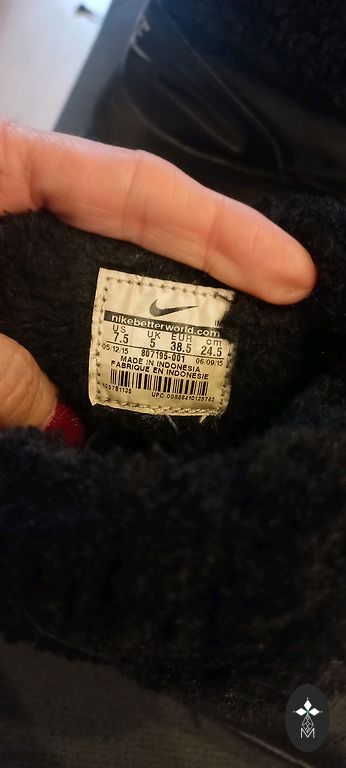 nikebetterworld.com
US UK EUR cm
7.5 5 38.5 24.5
05/12/15 807195-001 06/09/15
MADE IN INDONESIA
FABRIQUE EN INDONESIE
M